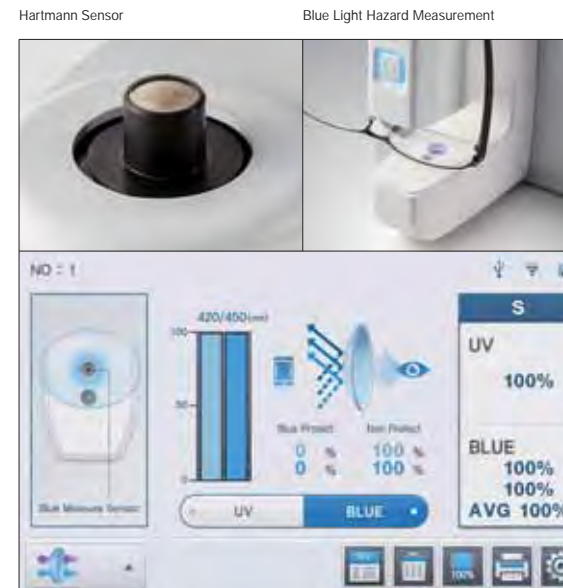 Hartmann Sensor
Blue Light Hazard Measurement
NO : 1
420/450(nm)
100
50
0
Blue Measure Sensor
Blue Protect
Non Protect
0 %
100 %
0 %
100 %
UV
BLUE
S
UV
100%
BLUE
100%
100%
AVG 100%
100%